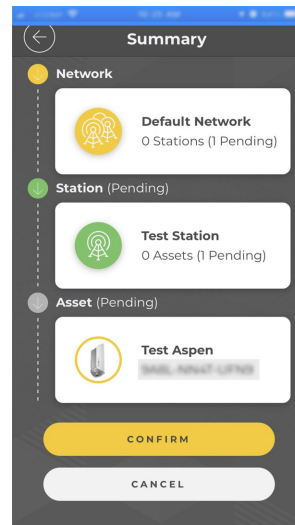 Summary
Network
Default Network
0 Stations (1 Pending)
Station (Pending)
Test Station
0 Assets (1 Pending)
Asset (Pending)
Test Aspen
CONFIRM
CANCEL